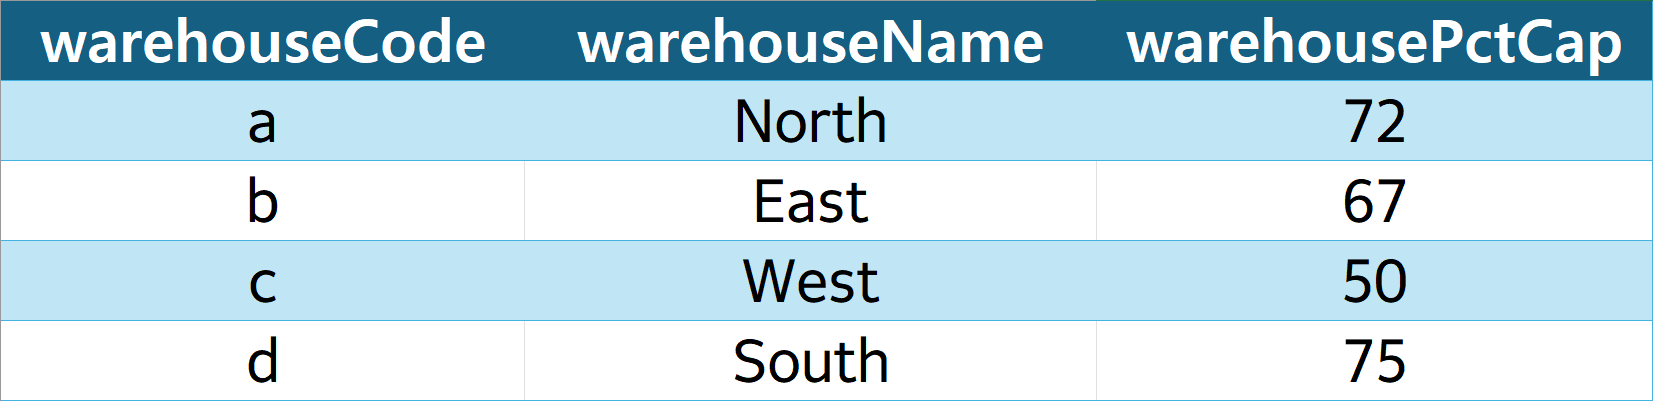 warehouseCode warehouseName warehousePctCap
a North 72
b East 67
c West 50
d South 75